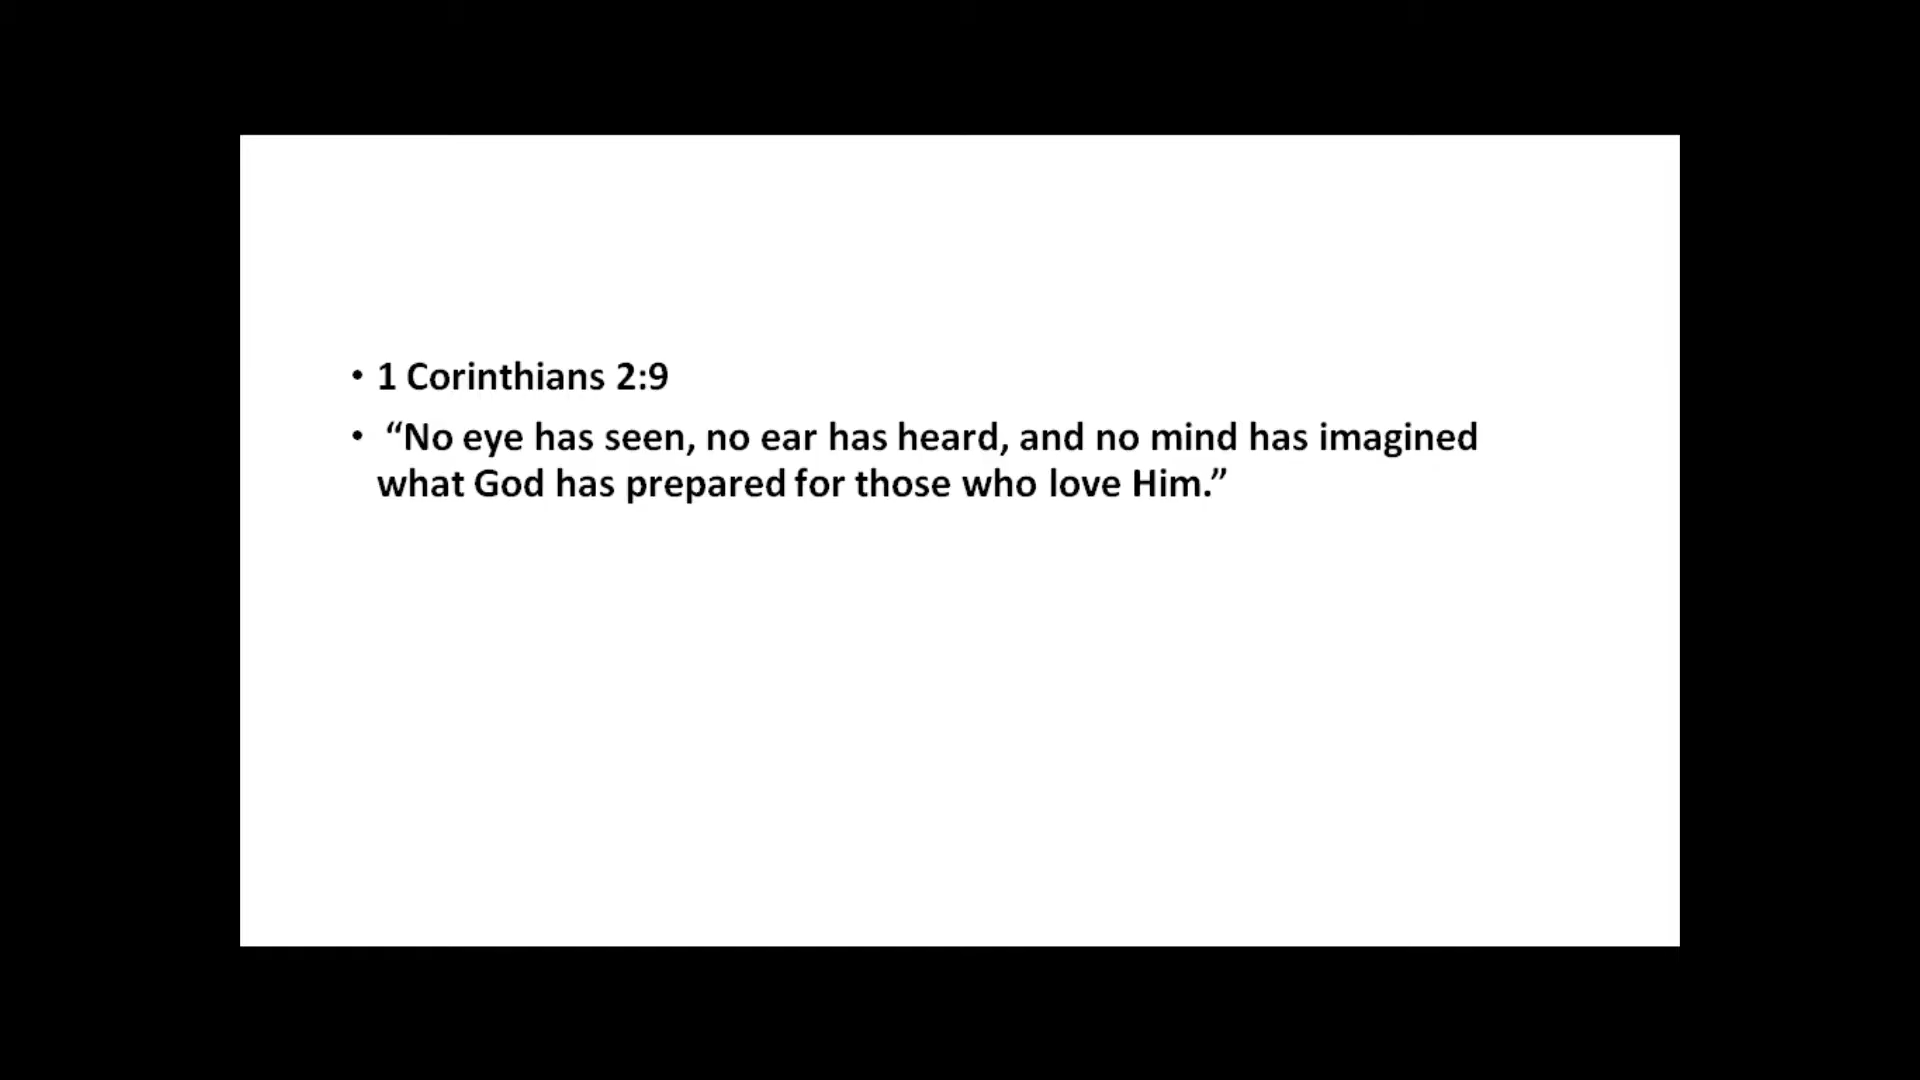 • 1 Corinthians 2:9
• “No eye has seen, no ear has heard, and no mind has imagined
what God has prepared for those who love Him.”